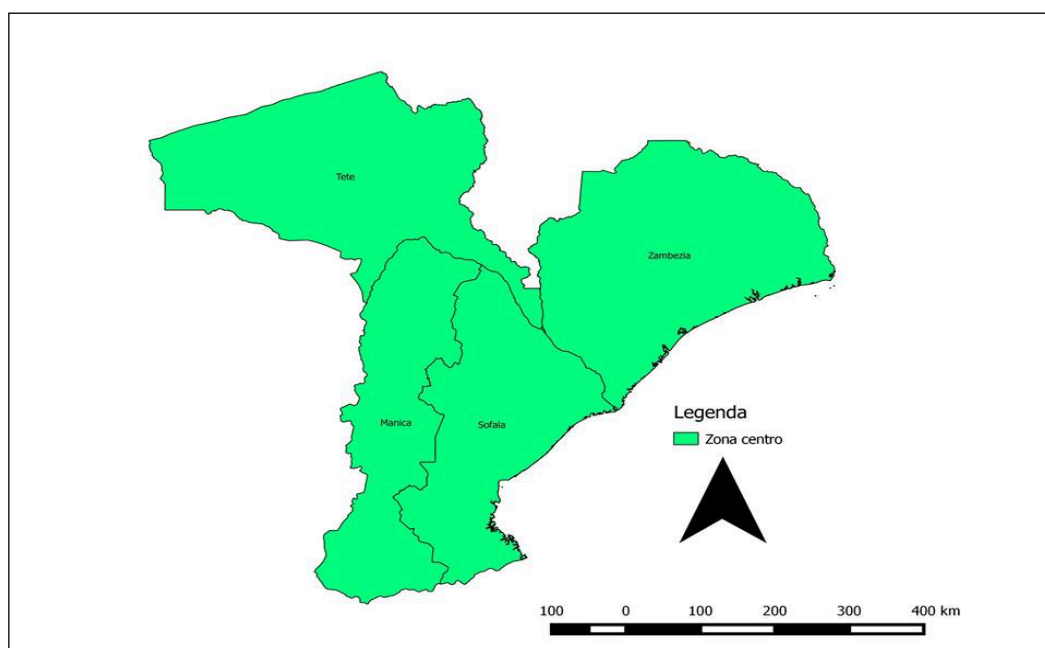 Tete
Zambezia
Manica
Sofala
Legenda
Zona centro
100 0 100 200 300 400 km